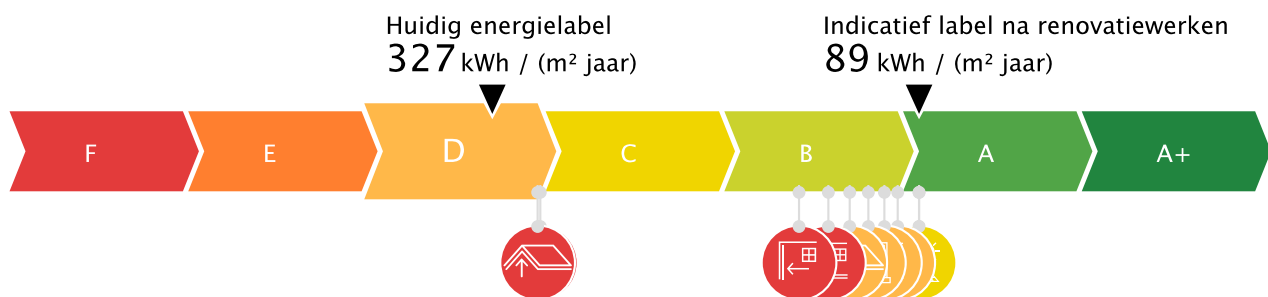 Huidig energielabel
327 kWh / (m² jaar)
Indicatief label na renovatiewerken
89 kWh / (m² jaar)
F E D C B A A+